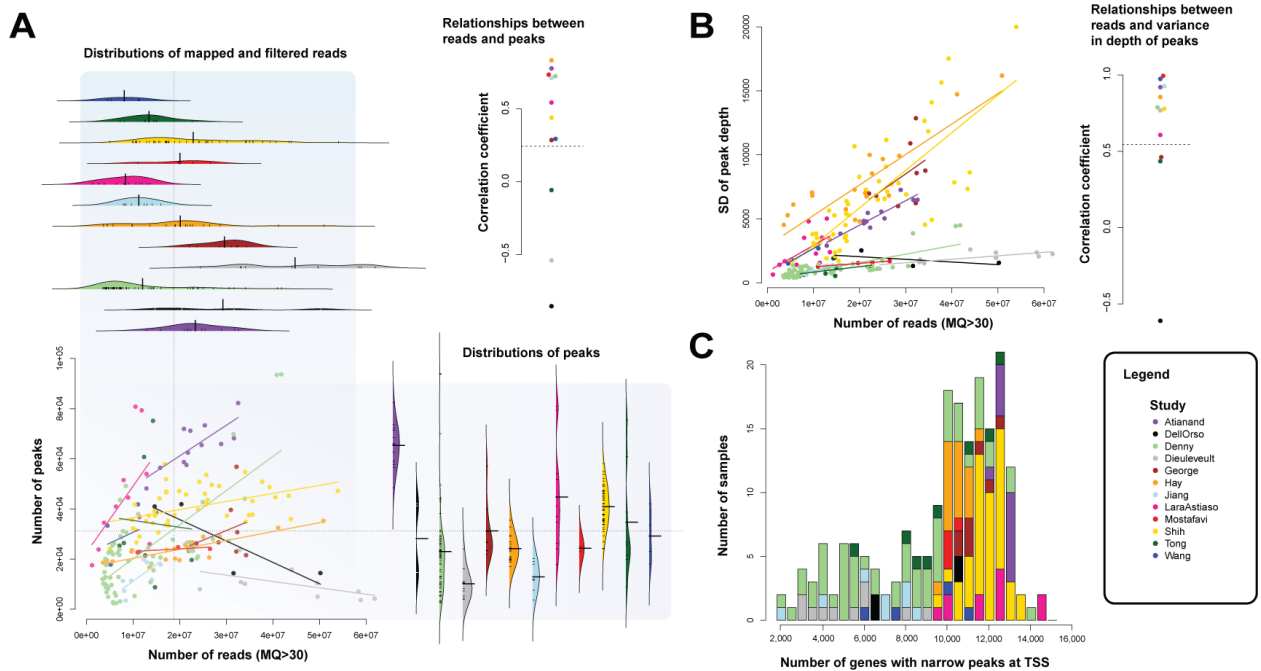 A
Distributions of mapped and filtered reads
Relationships between
reads and peaks
Correlation coefficient
0.5
0.0
−0.5
Number of peaks
1e+05
8e+04
6e+04
4e+04
2e+04
0e+00
0e+00 1e+07 2e+07 3e+07 4e+07 5e+07 6e+07
Number of reads (MQ>30)
Distributions of peaks
B
SD of peak depth
20000
15000
10000
5000
0
0e+00 1e+07 2e+07 3e+07 4e+07 5e+07 6e+07
Number of reads (MQ>30)
Relationships between
reads and variance
in depth of peaks
Correlation coefficient
1.0
0.5
0.0
−0.5
C
Number of samples
20
15
10
5
0
2,000 4,000 6,000 8,000 10,000 12,000 14,000 16,000
Number of genes with narrow peaks at TSS
Legend
Study
Atianand
DellOrso
Denny
Dieuleveult
George
Hay
Jiang
LaraAstiaso
Mostafavi
Shih
Tong
Wang